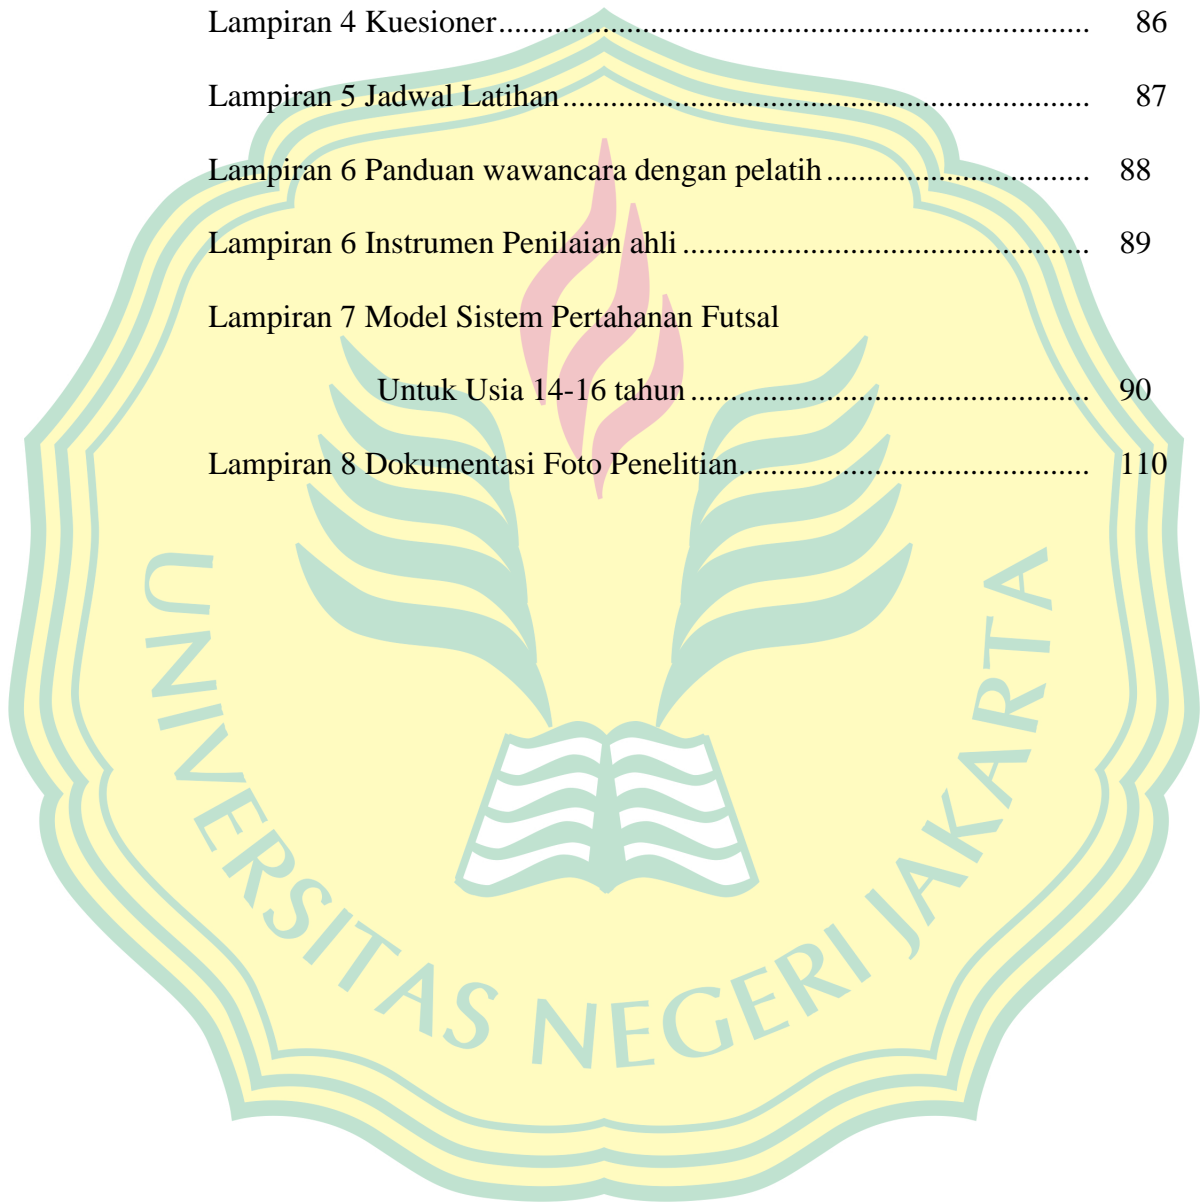 Lampiran 4 Kuesioner.......................................................................... 86
Lampiran 5 Jadwal Latihan.................................................................. 87
Lampiran 6 Panduan wawancara dengan pelatih................................. 88
Lampiran 6 Instrumen Penilaian ahli................................................... 89
Lampiran 7 Model Sistem Pertahanan Futsal
Untuk Usia 14-16 tahun.................................................. 90
Lampiran 8 Dokumentasi Foto Penelitian............................................ 110
UNIVERSITAS NEGERI JAKARTA